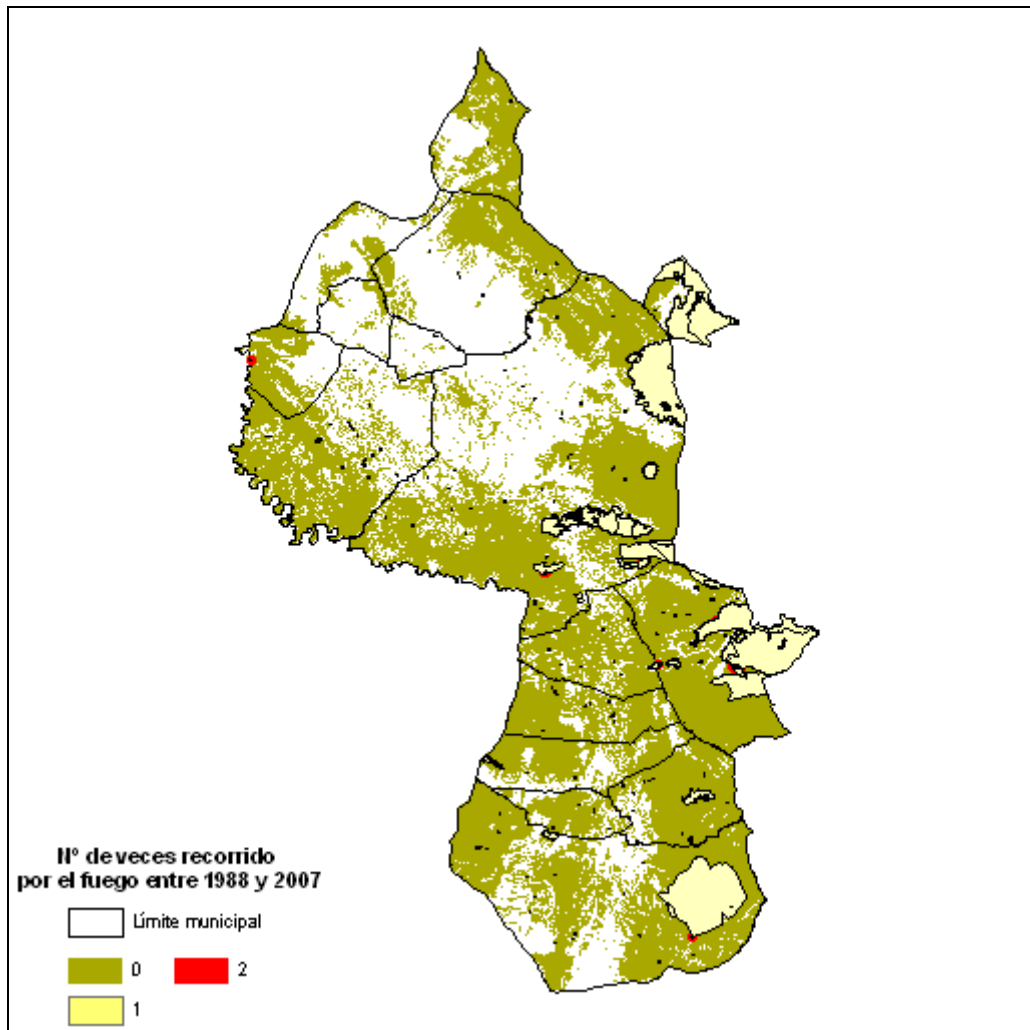 Nº de veces recorrido
por el fuego entre 1988 y 2007
Límite municipal
0 2
1